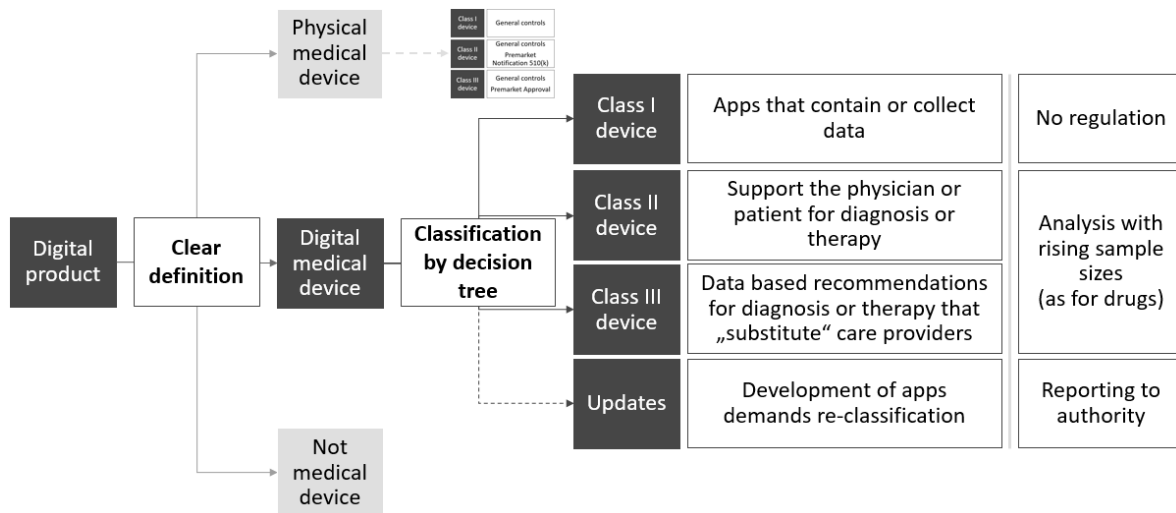 Physical
medical
device
Class I
device
General controls
Class II
device
General controls
Premarket
Notification 510(k)
Class III
device
General controls
Premarket Approval
Digital
product
Clear
definition
Digital
medical
device
Classification
by decision
tree
Class I
device
Apps that contain or collect
data
No regulation
Class II
device
Support the physician or
patient for diagnosis or
therapy
Analysis with
rising sample
sizes
(as for drugs)
Class III
device
Data based recommendations
for diagnosis or therapy that
„substitute“ care providers
Updates
Development of apps
demands re-classification
Reporting to
authority
Not
medical
device